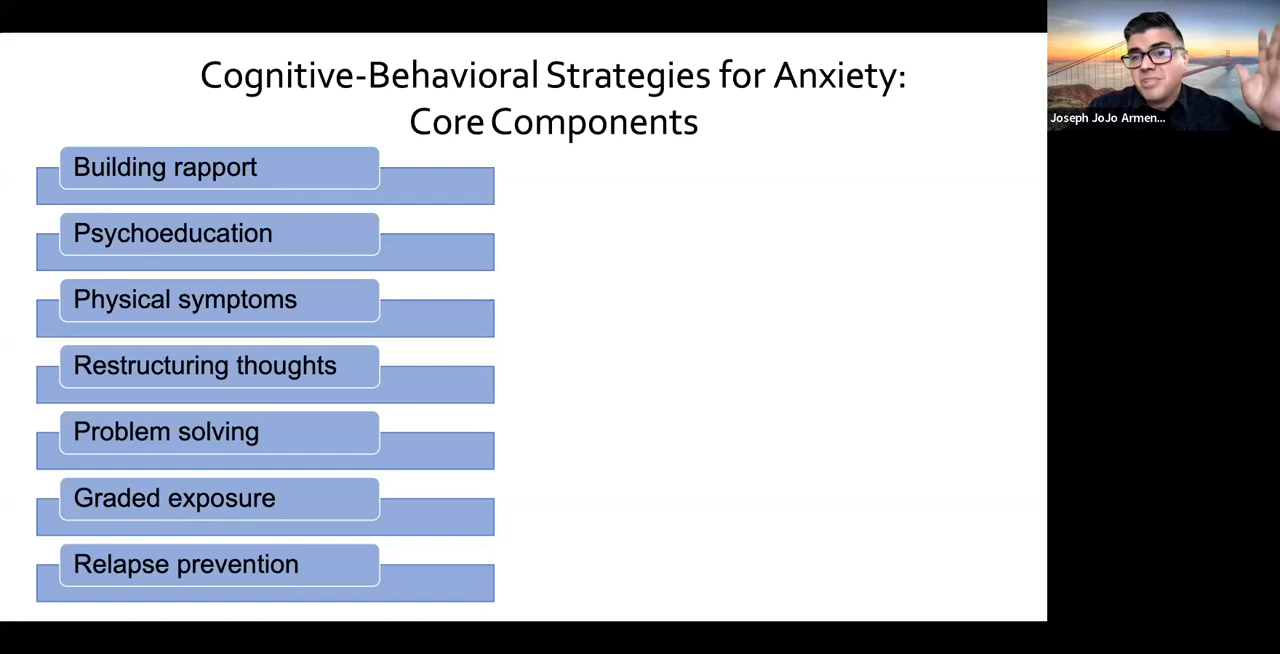 Cognitive-Behavioral Strategies for Anxiety:
Core Components
Building rapport
Psychoeducation
Physical symptoms
Restructuring thoughts
Problem solving
Graded exposure
Relapse prevention
Joseph JoJo Armen...